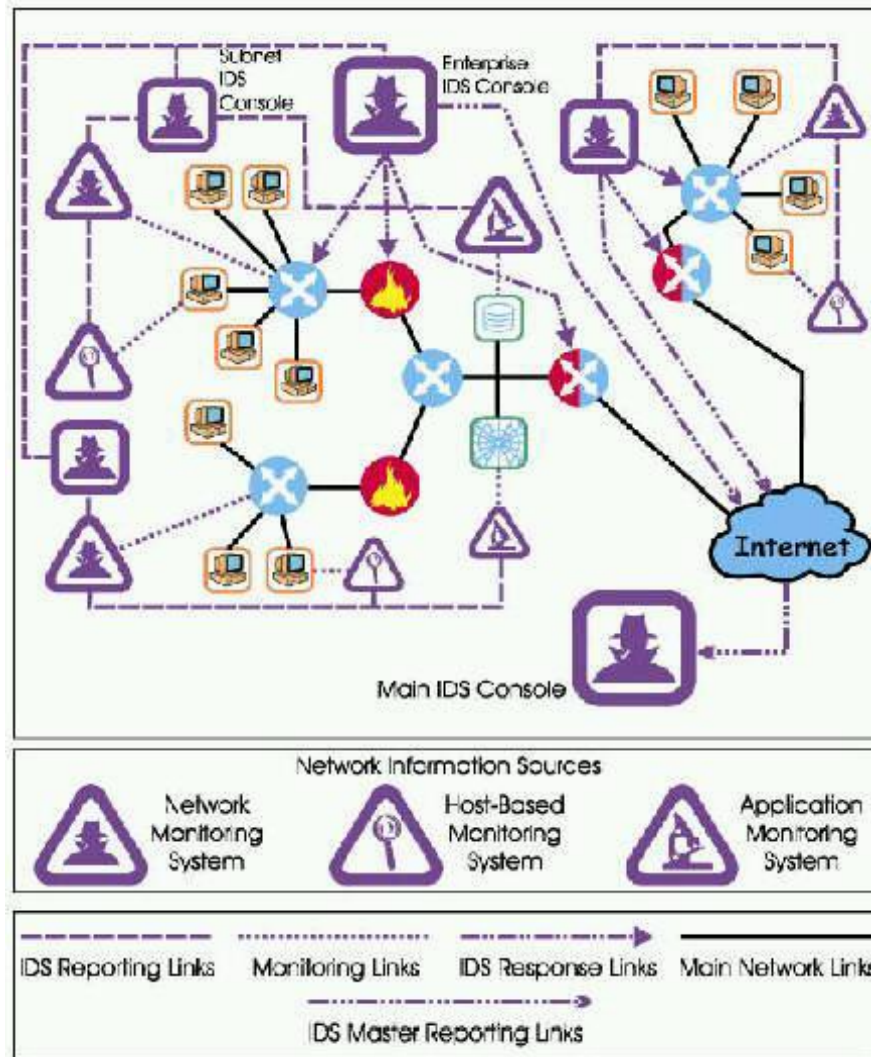 Subnet
IDS
Console
Enterprise
IDS Console
Internet
Main IDS Console
Network Information Sources
Network
Monitoring
System
Host-Based
Monitoring
System
Application
Monitoring
System
IDS Reporting Links
Monitoring Links
IDS Response Links
Main Network Links
IDS Master Reporting Links